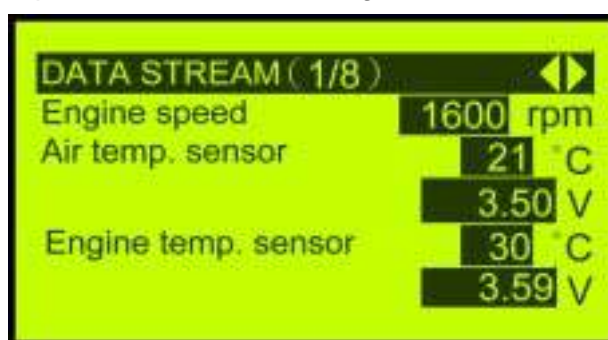 DATA STREAM（1/8）
Engine speed 1600 rpm
Air temp. sensor 21 °C
3.50 V
Engine temp. sensor 30 °C
3.59 V